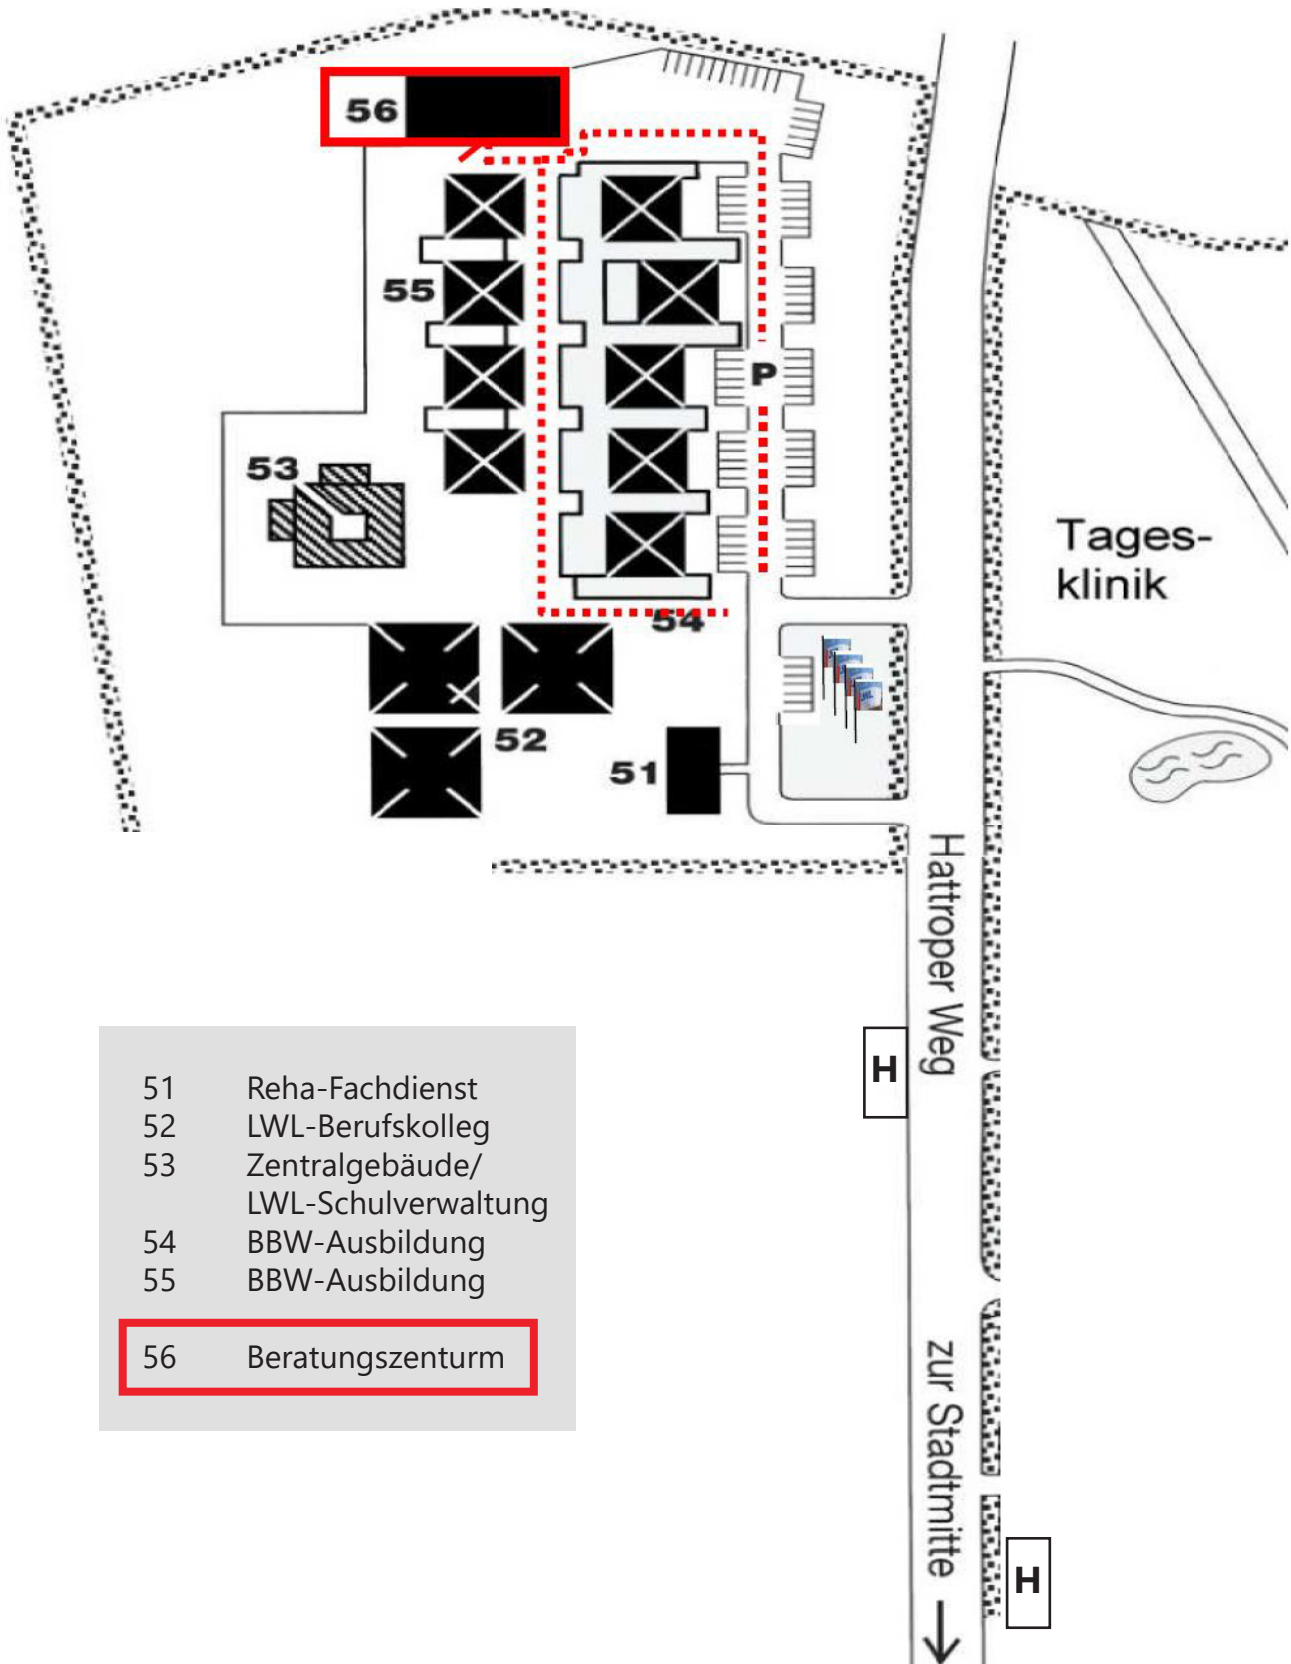 56
55
P
53
Tages-
klinik
54
52
51
Hattroper Weg
H
51 Reha-Fachdienst
52 LWL-Berufskolleg
53 Zentralgebäude/
LWL-Schulverwaltung
54 BBW-Ausbildung
55 BBW-Ausbildung
56 Beratungszenturm
zur Stadtmitte
H